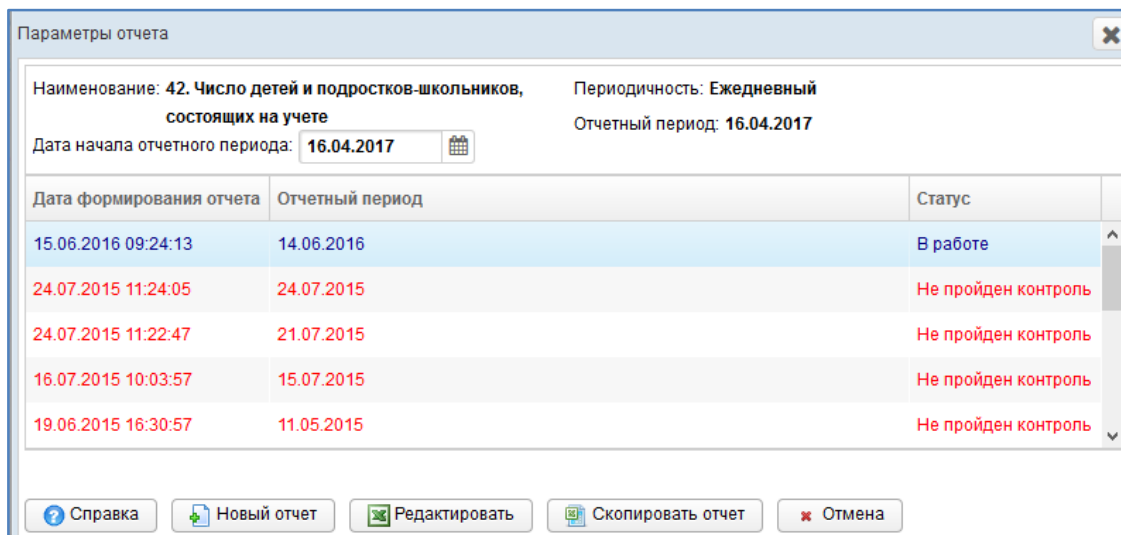 Параметры отчета
Наименование: 42. Число детей и подростков-школьников, Периодичность: Ежедневный
состоящих на учете Отчетный период: 16.04.2017
Дата начала отчетного периода: 16.04.2017
Дата формирования отчета Отчетный период Статус
15.06.2016 09:24:13 14.06.2016 В работе
24.07.2015 11:24:05 24.07.2015 Не пройден контроль
24.07.2015 11:22:47 21.07.2015 Не пройден контроль
16.07.2015 10:03:57 15.07.2015 Не пройден контроль
19.06.2015 16:30:57 11.05.2015 Не пройден контроль
Справка Новый отчет Редактировать Скопировать отчет Отмена